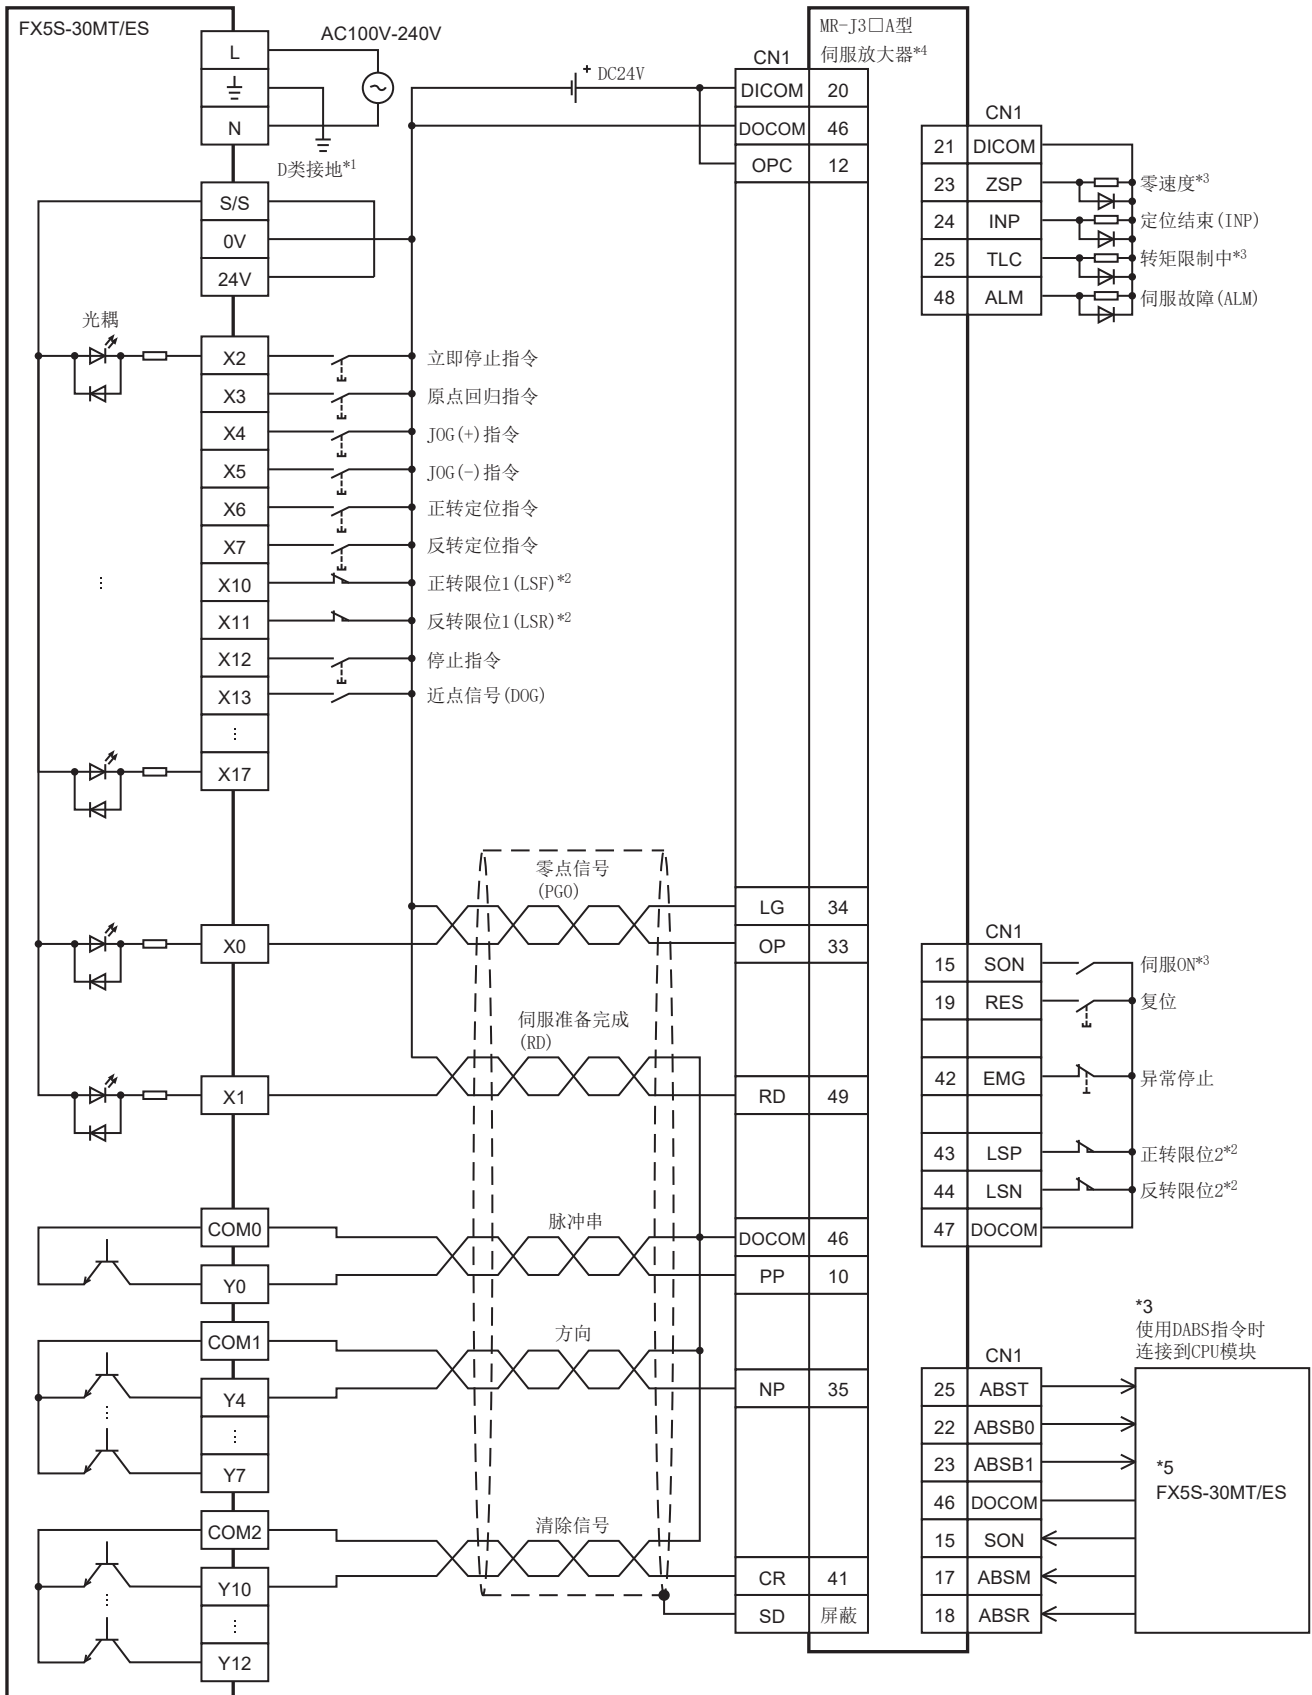 FX5S-30MT/ES
L
N
AC100V-240V
D类接地*1
S/S
0V
24V
光耦
X2 立即停止指令
X3 原点回归指令
X4 JOG(+)指令
X5 JOG(-)指令
X6 正转定位指令
X7 反转定位指令
X10 正转限位1(LSF)*2
X11 反转限位1(LSR)*2
X12 停止指令
X13 近点信号(DOG)
⋮
⋮
X17
X0
X1
COM0
Y0
COM1
Y4
⋮
⋮
Y7
COM2
Y10
⋮
⋮
Y12
+ DC24V
零点信号
(PG0)
伺服准备完成
(RD)
脉冲串
方向
清除信号
MR-J3□A型
伺服放大器*4
CN1
DICOM 20
DOCOM 46
OPC 12
LG 34
OP 33
RD 49
DOCOM 46
PP 10
NP 35
CR 41
SD 屏蔽
CN1
21 DICOM
23 ZSP 零速度*3
24 INP 定位结束(INP)
25 TLC 转矩限制中*3
48 ALM 伺服故障(ALM)
CN1
15 SON 伺服ON*3
19 RES 复位
42 EMG 异常停止
43 LSP 正转限位2*2
44 LSN 反转限位2*2
47 DOCOM
*3
使用DABS指令时
连接到CPU模块
CN1
25 ABST
22 ABSB0
23 ABSB1
46 DOCOM
15 SON
17 ABSM
18 ABSR
*5
FX5S-30MT/ES